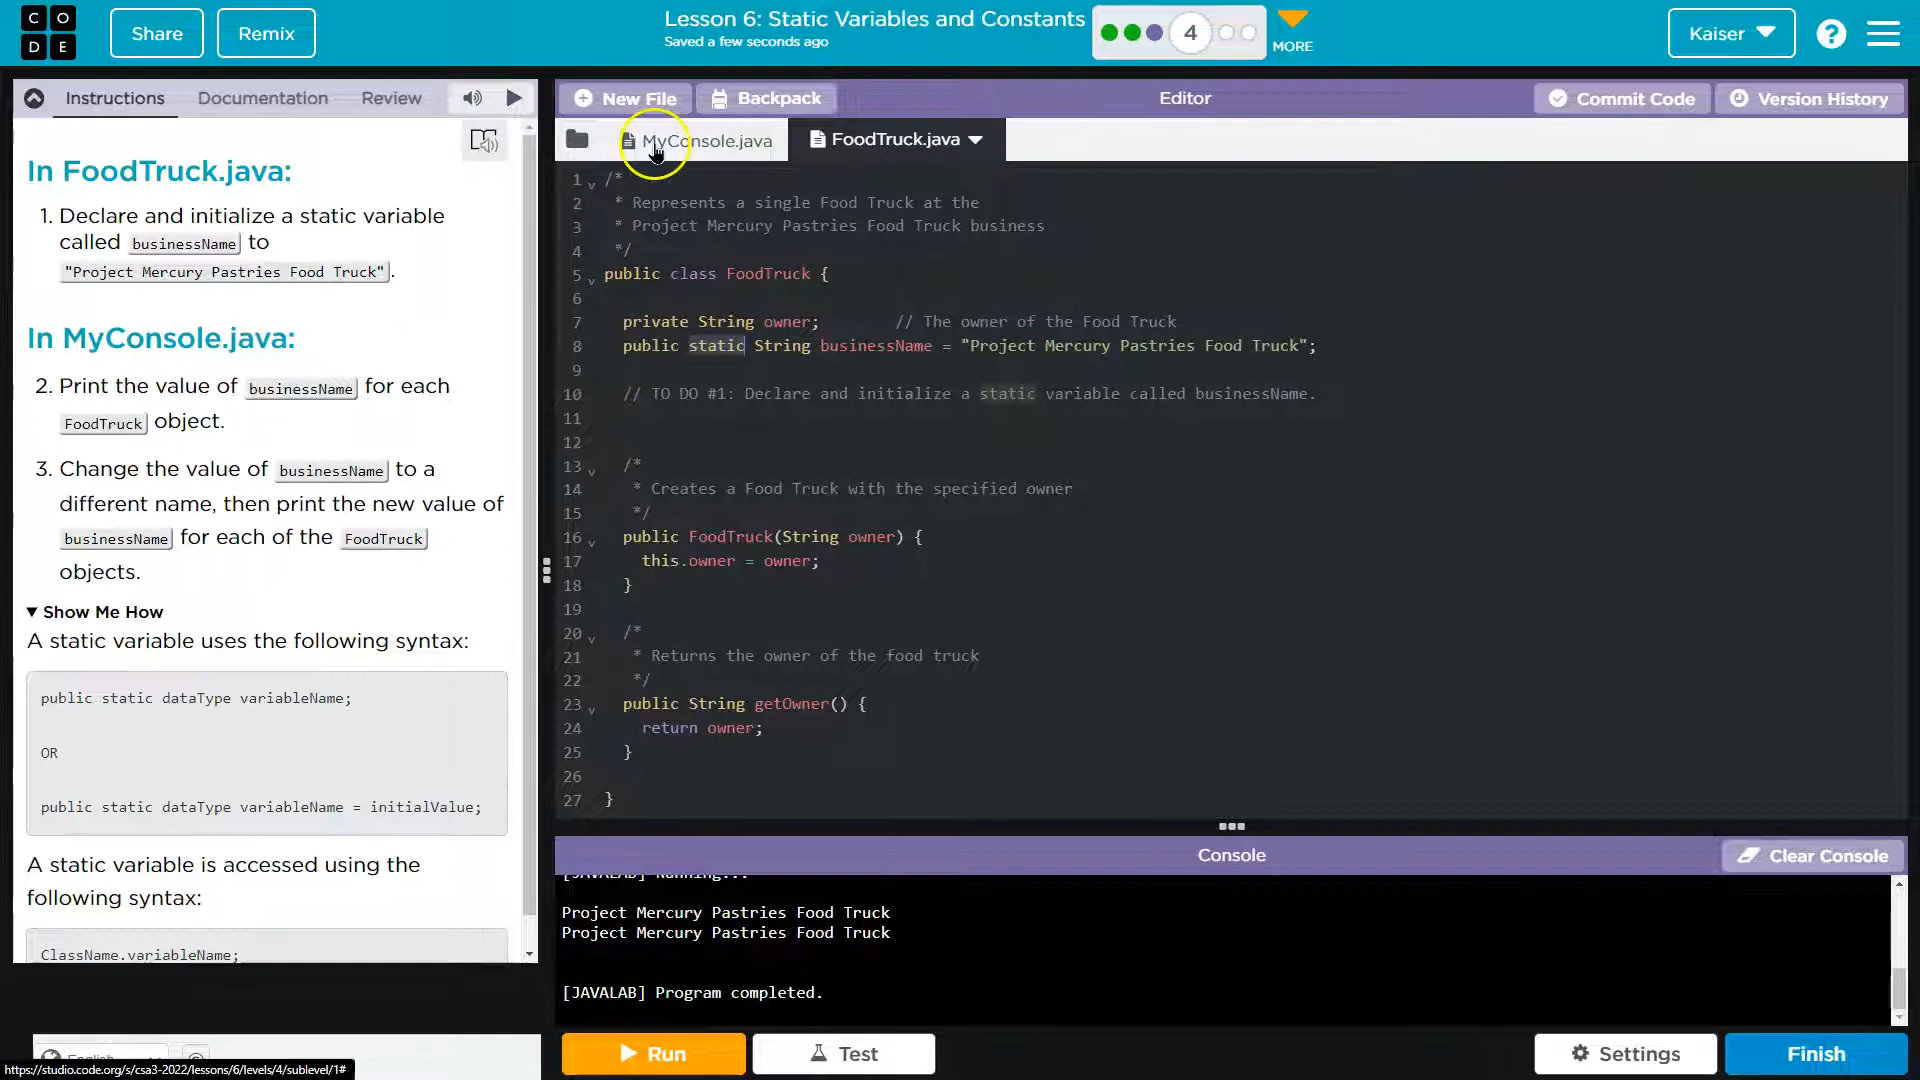 CO
DE
Share
Remix
Lesson 6: Static Variables and Constants
Saved a few seconds ago
4
MORE
Kaiser
?
Instructions
Documentation
Review
New File
Backpack
Editor
Commit Code
Version History
MyConsole.java
FoodTruck.java
In FoodTruck.java:
1. Declare and initialize a static variable
called businessName to
"Project Mercury Pastries Food Truck".
In MyConsole.java:
2. Print the value of businessName for each
FoodTruck object.
3. Change the value of businessName to a
different name, then print the new value of
businessName for each of the FoodTruck
objects.
Show Me How
A static variable uses the following syntax:
public static dataType variableName;
OR
public static dataType variableName = initialValue;
A static variable is accessed using the
following syntax:
ClassName.variableName;
1 /*
2 * Represents a single Food Truck at the
3 * Project Mercury Pastries Food Truck business
4 */
5 public class FoodTruck {
6
7 private String owner; // The owner of the Food Truck
8 public static String businessName = "Project Mercury Pastries Food Truck";
9
10 // TO DO #1: Declare and initialize a static variable called businessName.
11
12
13 /*
14 * Creates a Food Truck with the specified owner
15 */
16 public FoodTruck(String owner) {
17 this.owner = owner;
18 }
19
20 /*
21 * Returns the owner of the food truck
22 */
23 public String getOwner() {
24 return owner;
25 }
26
27 }
Console
Clear Console
[JAVALAB] Running...
Project Mercury Pastries Food Truck
Project Mercury Pastries Food Truck
[JAVALAB] Program completed.
Run
Test
Settings
Finish
English
https://studio.code.org/s/csa3-2022/lessons/6/levels/4/sublevel/1#